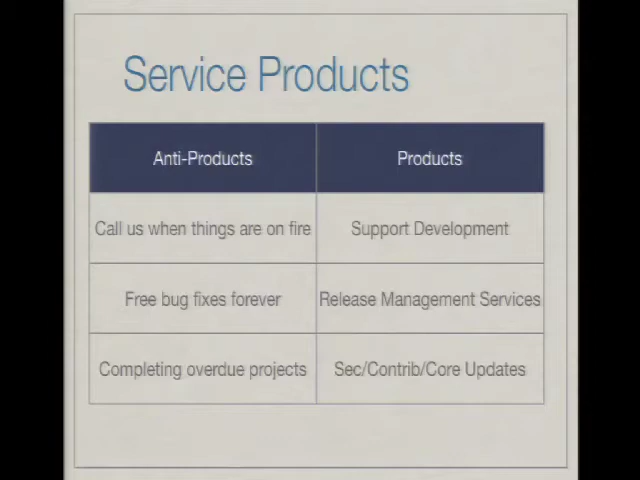 Service Products
Anti-Products Products
Call us when things are on fire Support Development
Free bug fixes forever Release Management Services
Completing overdue projects Sec/Contrib/Core Updates